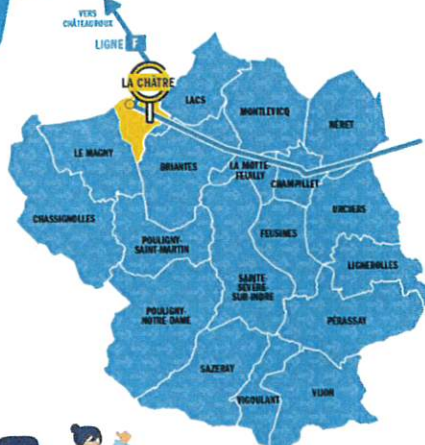 VERS
CHÂTEAUROUX
LIGNE F
LA CHÂTRE
LACS
MONTLEVICQ
NÉRET
LE MAGNY
BRIANTES
LA MOTTE-
FEUILLY
CHAMPILLET
CHASSIGNOLLES
URCIERS
POULIGNY-
SAINT-MARTIN
FEUSINES
LIGNEROLLES
SAINTE-
SÉVÈRE-
SUR-INDRE
POULIGNY-
NOTRE-DAME
PÉRASSAY
SAZERAY
VIGOULANT
VIJON